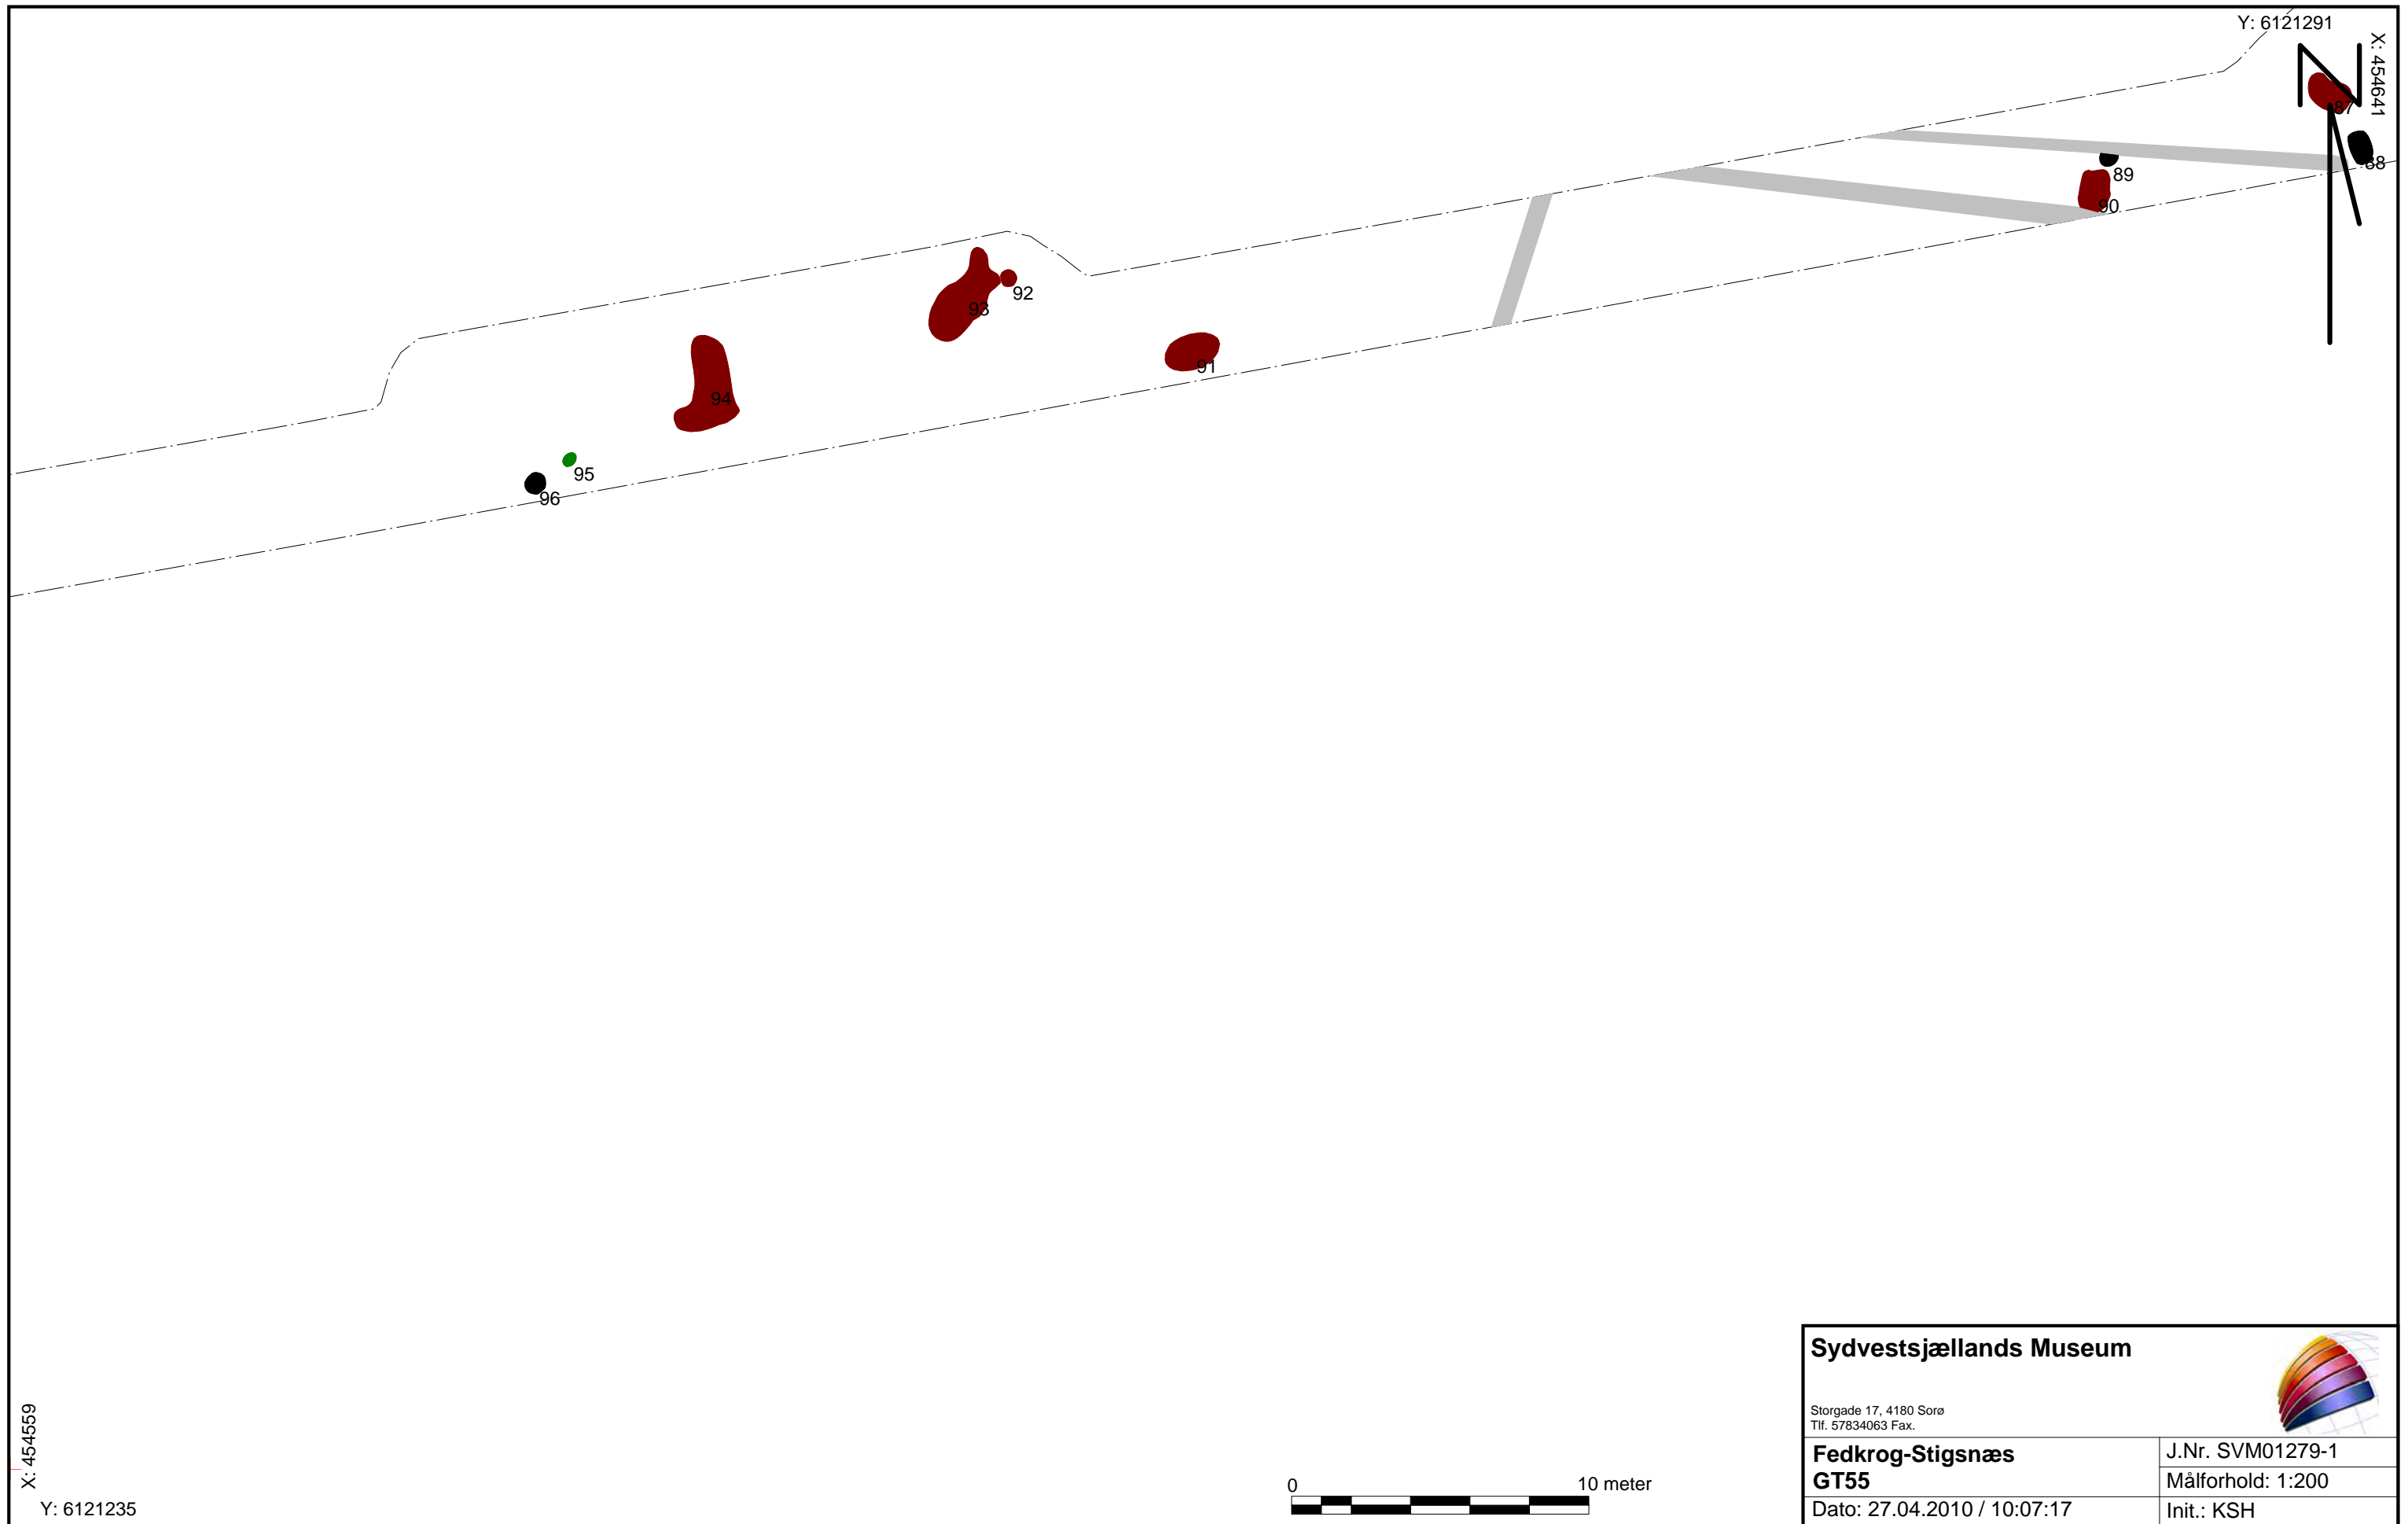 Y: 6121291
X: 454641
87
88
89
90
92
93
91
94
95
96
X: 454559
Y: 6121235
0 10 meter
Sydvestsjællands Museum
Storgade 17, 4180 Sorø
Tlf. 57834063 Fax.
Fedkrog-Stigsnæs
GT55
J.Nr. SVM01279-1
Målforhold: 1:200
Dato: 27.04.2010 / 10:07:17
Init.: KSH